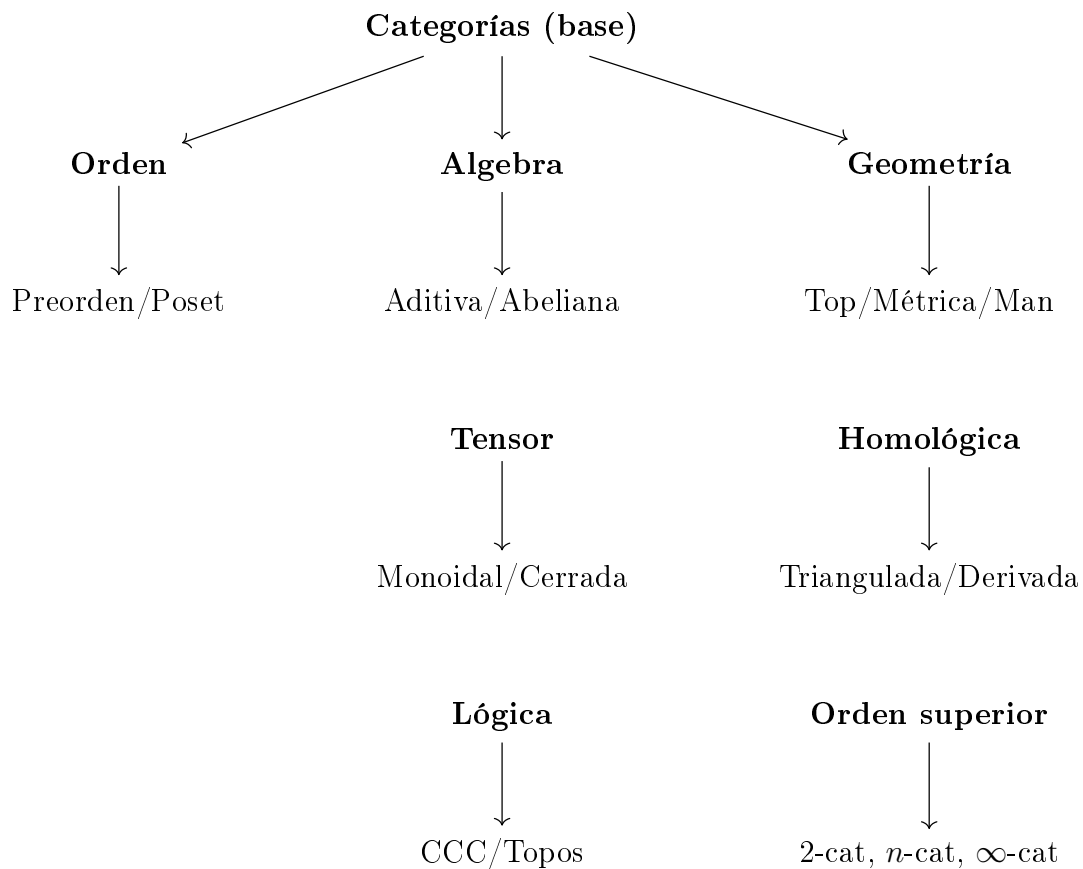 Categorías (base)
Orden Algebra Geometría
Preorden/Poset Aditiva/Abeliana Top/Métrica/Man
Tensor Homológica
Monoidal/Cerrada Triangulada/Derivada
Lógica Orden superior
CCC/Topos 2-cat, n-cat, ∞-cat